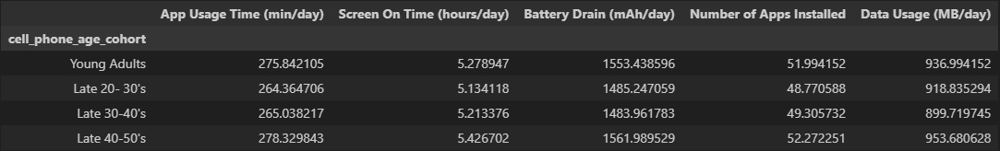 App Usage Time (min/day) Screen On Time (hours/day) Battery Drain (mAh/day) Number of Apps Installed Data Usage (MB/day)
cell_phone_age_cohort
Young Adults 275.842105 5.278947 1553.438596 51.994152 936.994152
Late 20- 30's 264.364706 5.134118 1485.247059 48.770588 918.835294
Late 30-40's 265.038217 5.213376 1483.961783 49.305732 899.719745
Late 40-50's 278.329843 5.426702 1561.989529 52.272251 953.680628